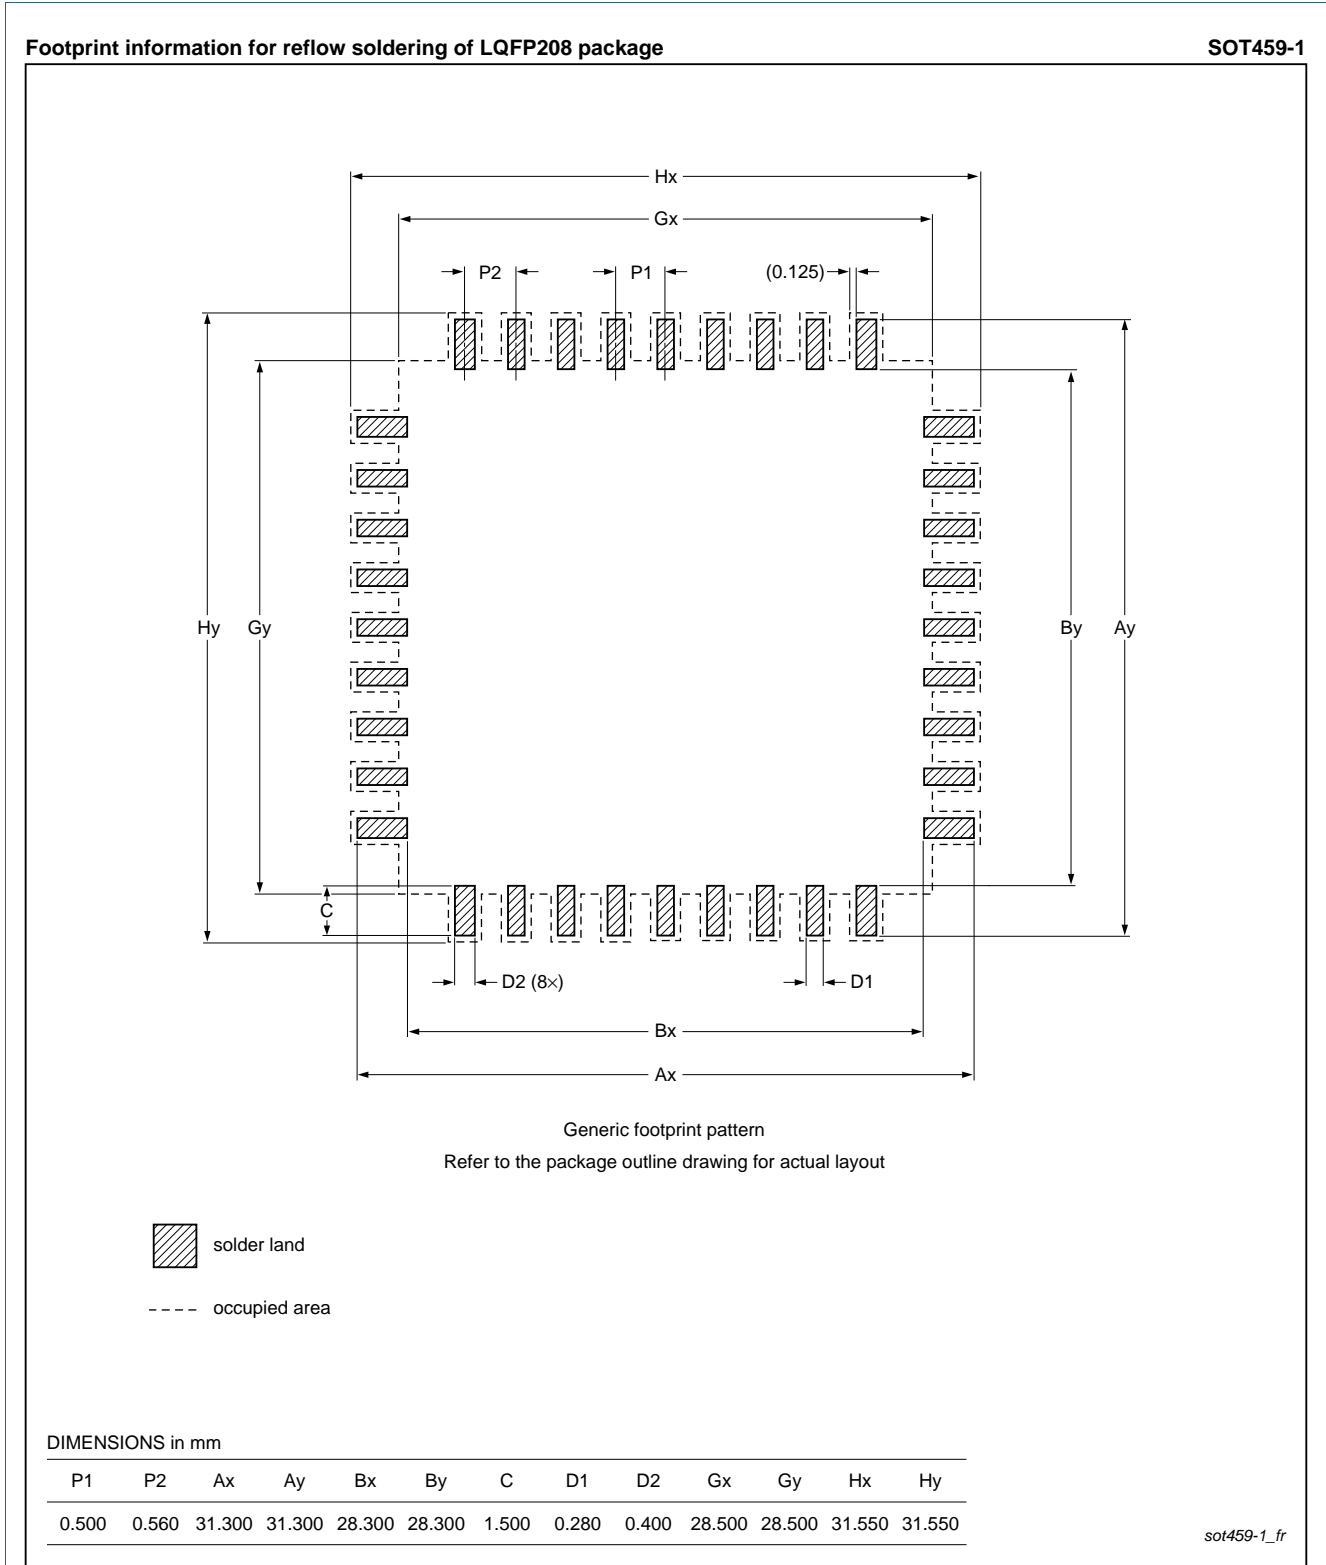 Footprint information for reflow soldering of LQFP208 package SOT459-1
Hx
Gx
P2 P1 (0.125)
Hy Gy By Ay
C
D2 (8×) D1
Bx
Ax
Generic footprint pattern
Refer to the package outline drawing for actual layout
solder land
occupied area
DIMENSIONS in mm
P1 P2 Ax Ay Bx By C D1 D2 Gx Gy Hx Hy
0.500 0.560 31.300 31.300 28.300 28.300 1.500 0.280 0.400 28.500 28.500 31.550 31.550
sot459-1_fr